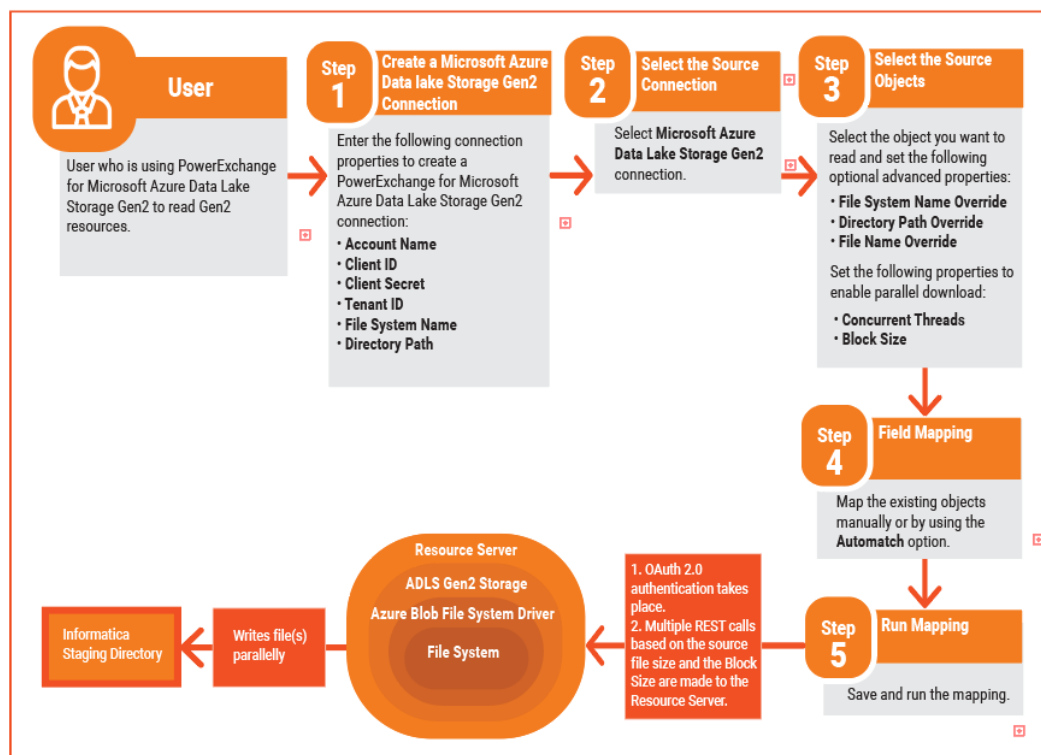 User
User who is using PowerExchange
for Microsoft Azure Data Lake
Storage Gen2 to read Gen2
resources.
Step
1
Create a Microsoft Azure
Data lake Storage Gen2
Connection
Enter the following connection
properties to create a
PowerExchange for Microsoft
Azure Data Lake Storage Gen2
connection:
• Account Name
• Client ID
• Client Secret
• Tenant ID
• File System Name
• Directory Path
Step
2
Select the Source
Connection
Select Microsoft Azure
Data Lake Storage Gen2
connection.
Step
3
Select the Source
Objects
Select the object you want to
read and set the following
optional advanced properties:
• File System Name Override
• Directory Path Override
• File Name Override
Set the following properties to
enable parallel download:
• Concurrent Threads
• Block Size
Step
4
Field Mapping
Map the existing objects
manually or by using the
Automatch option.
Step
5
Run Mapping
Save and run the mapping.
1. OAuth 2.0
authentication takes
place.
2. Multiple REST calls
based on the source
file size and the Block
Size are made to the
Resource Server.
Resource Server
ADLS Gen2 Storage
Azure Blob File System Driver
File System
Writes file(s)
parallelly
Informatica
Staging Directory